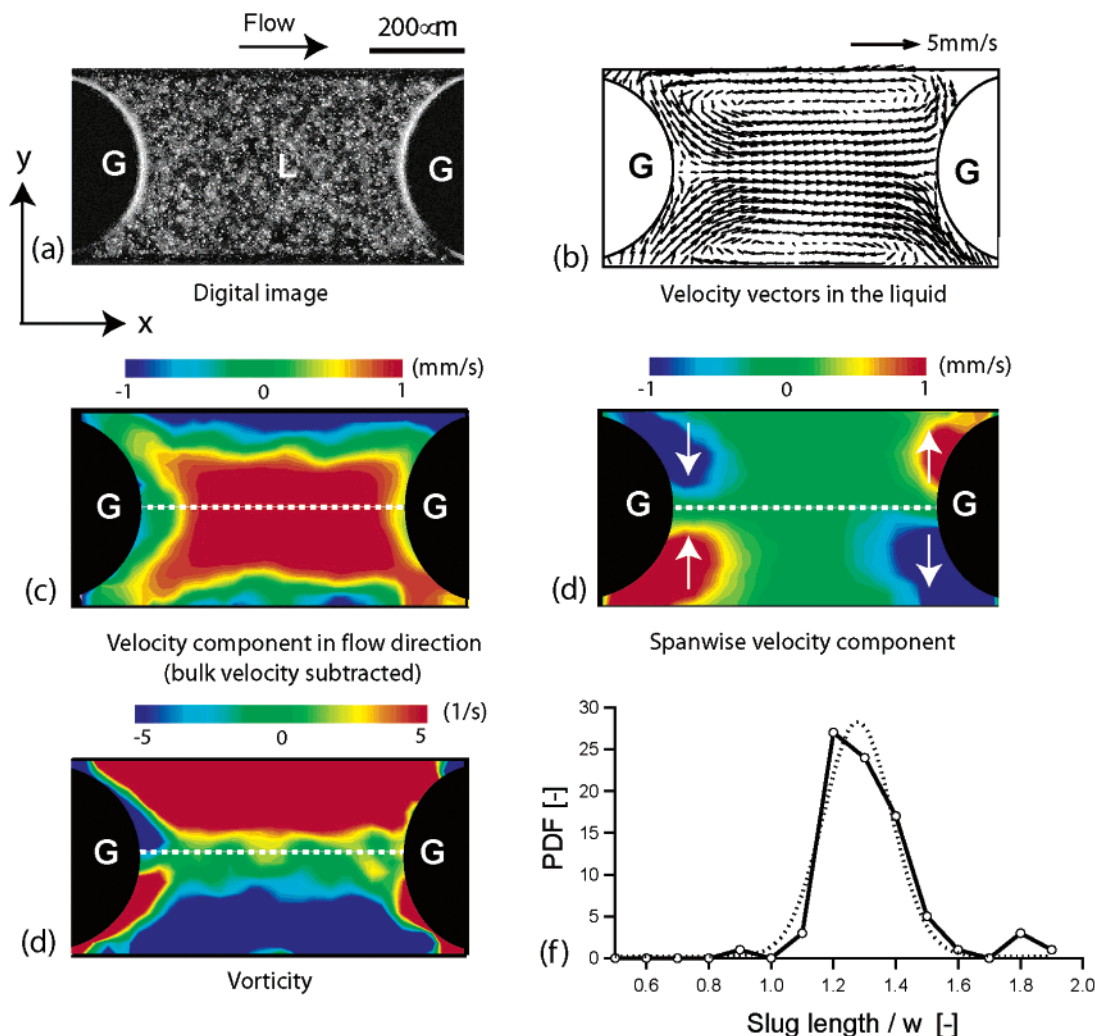 Flow
200∝m
5mm/s
y
G
L
G
G
G
(a)
(b)
Digital image
Velocity vectors in the liquid
x
(mm/s)
-1
0
1
(mm/s)
-1
0
1
G
G
G
G
(c)
(d)
Velocity component in flow direction
(bulk velocity subtracted)
Spanwise velocity component
(1/s)
-5
0
5
G
G
(d)
Vorticity
30
25
20
15
10
5
0
PDF [-]
(f)
0.6
0.8
1.0
1.2
1.4
1.6
1.8
2.0
Slug length / w [-]